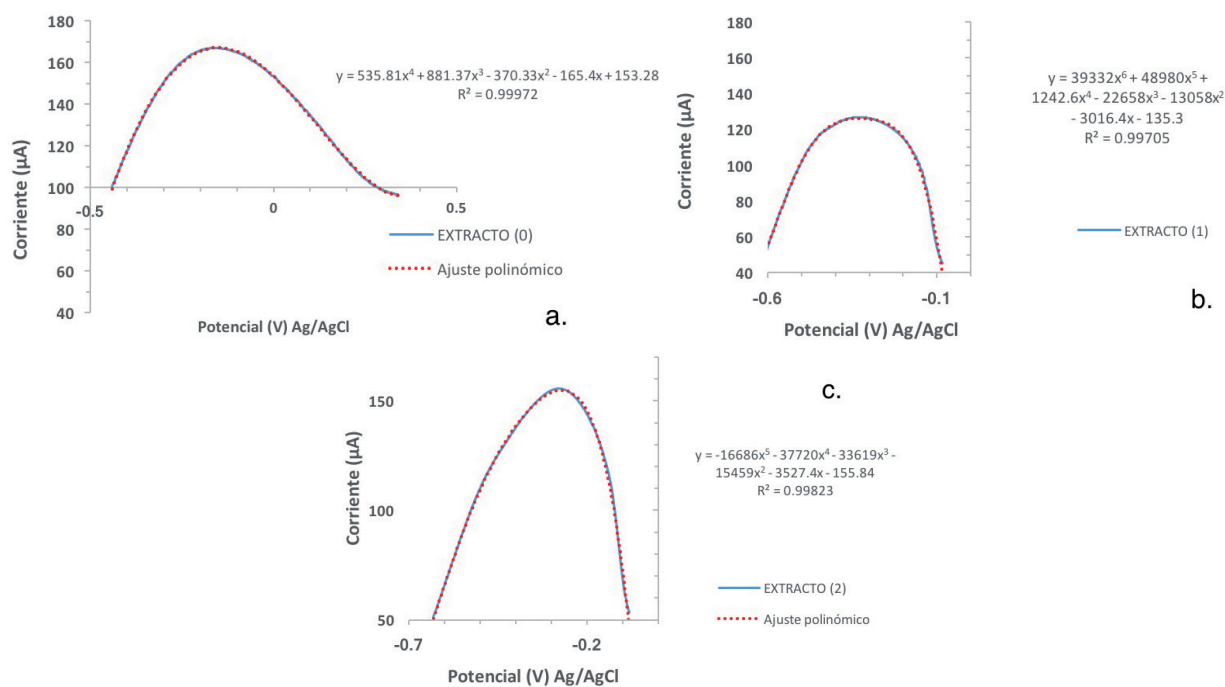 180
160
140
120
100
80
60
40
-0.5
0
0.5
Corriente (µA)
y = 535.81x⁴ + 881.37x³ - 370.33x² - 165.4x + 153.28
R² = 0.99972
EXTRACTO (0)
Ajuste polinómico
Potencial (V) Ag/AgCl
a.
180
160
140
120
100
80
60
40
-0.6
-0.1
Corriente (µA)
y = 39332x⁶ + 48980x⁵ +
1242.6x⁴ - 22658x³ - 13058x²
- 3016.4x - 135.3
R² = 0.99705
EXTRACTO (1)
Potencial (V) Ag/AgCl
b.
150
100
50
-0.7
-0.2
Corriente (µA)
c.
y = -16686x⁵ - 37720x⁴ - 33619x³ -
15459x² - 3527.4x - 155.84
R² = 0.99823
EXTRACTO (2)
Ajuste polinómico
Potencial (V) Ag/AgCl